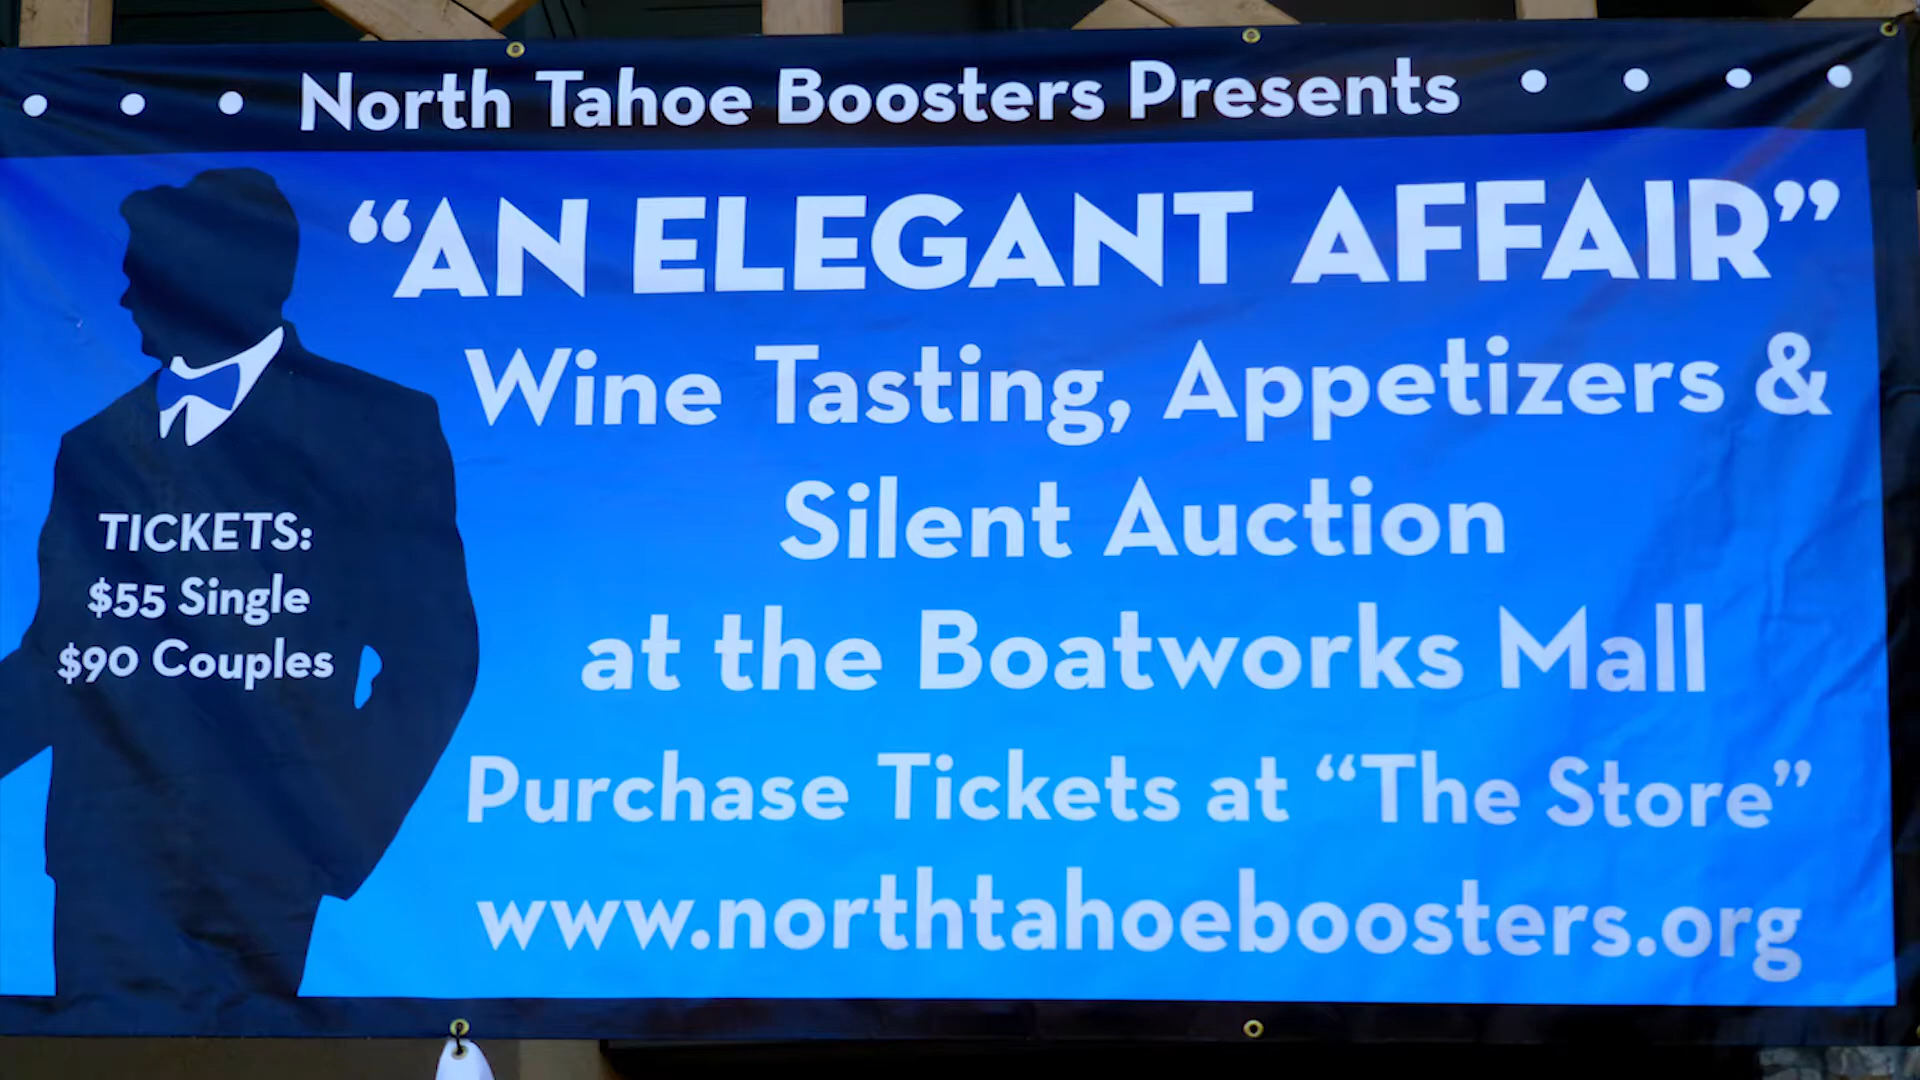 North Tahoe Boosters Presents
“AN ELEGANT AFFAIR”
Wine Tasting, Appetizers &
Silent Auction
at the Boatworks Mall
Purchase Tickets at “The Store”
www.northtahoeboosters.org
TICKETS:
$55 Single
$90 Couples